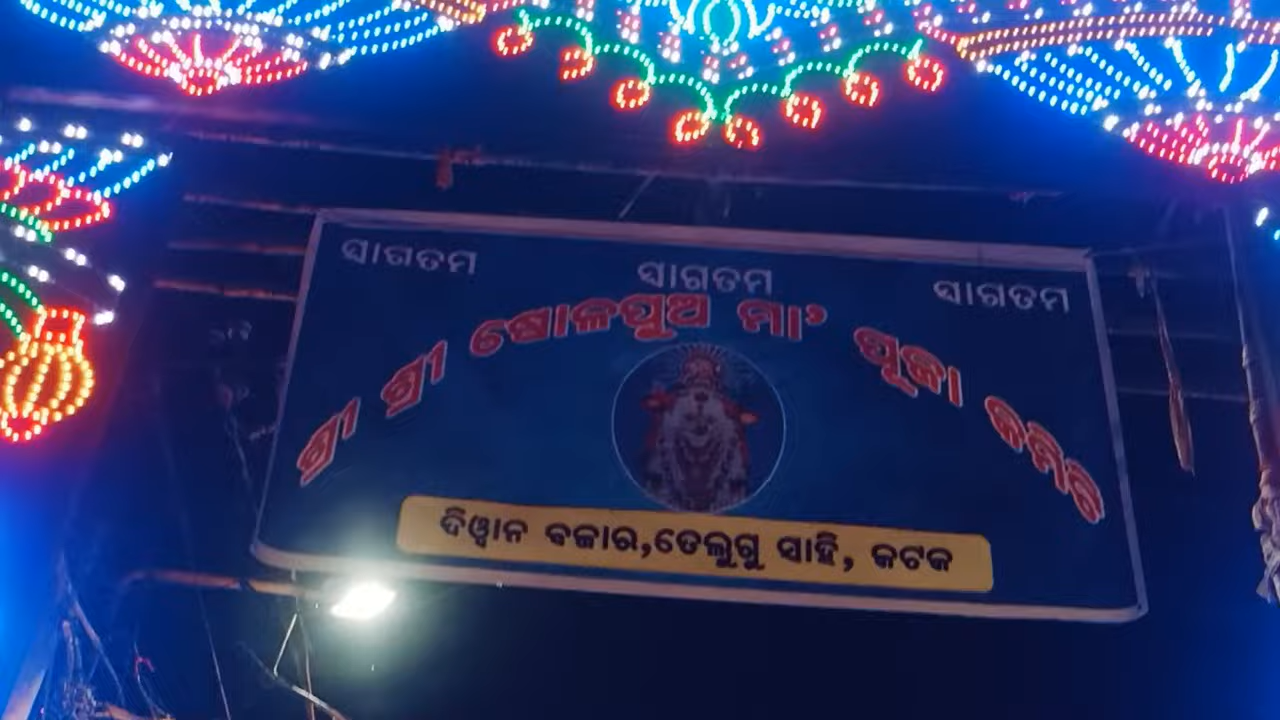 ସାଗତମ ସାଗତମ ସାଗତମ
ଶ୍ରୀ ଶ୍ରୀ ଷୋଳପୁଅ ମା' ପୂଜା କମିଟି
ଦିୱାନ ବଜାର,ତେଲୁଗୁ ସାହି, କଟକ